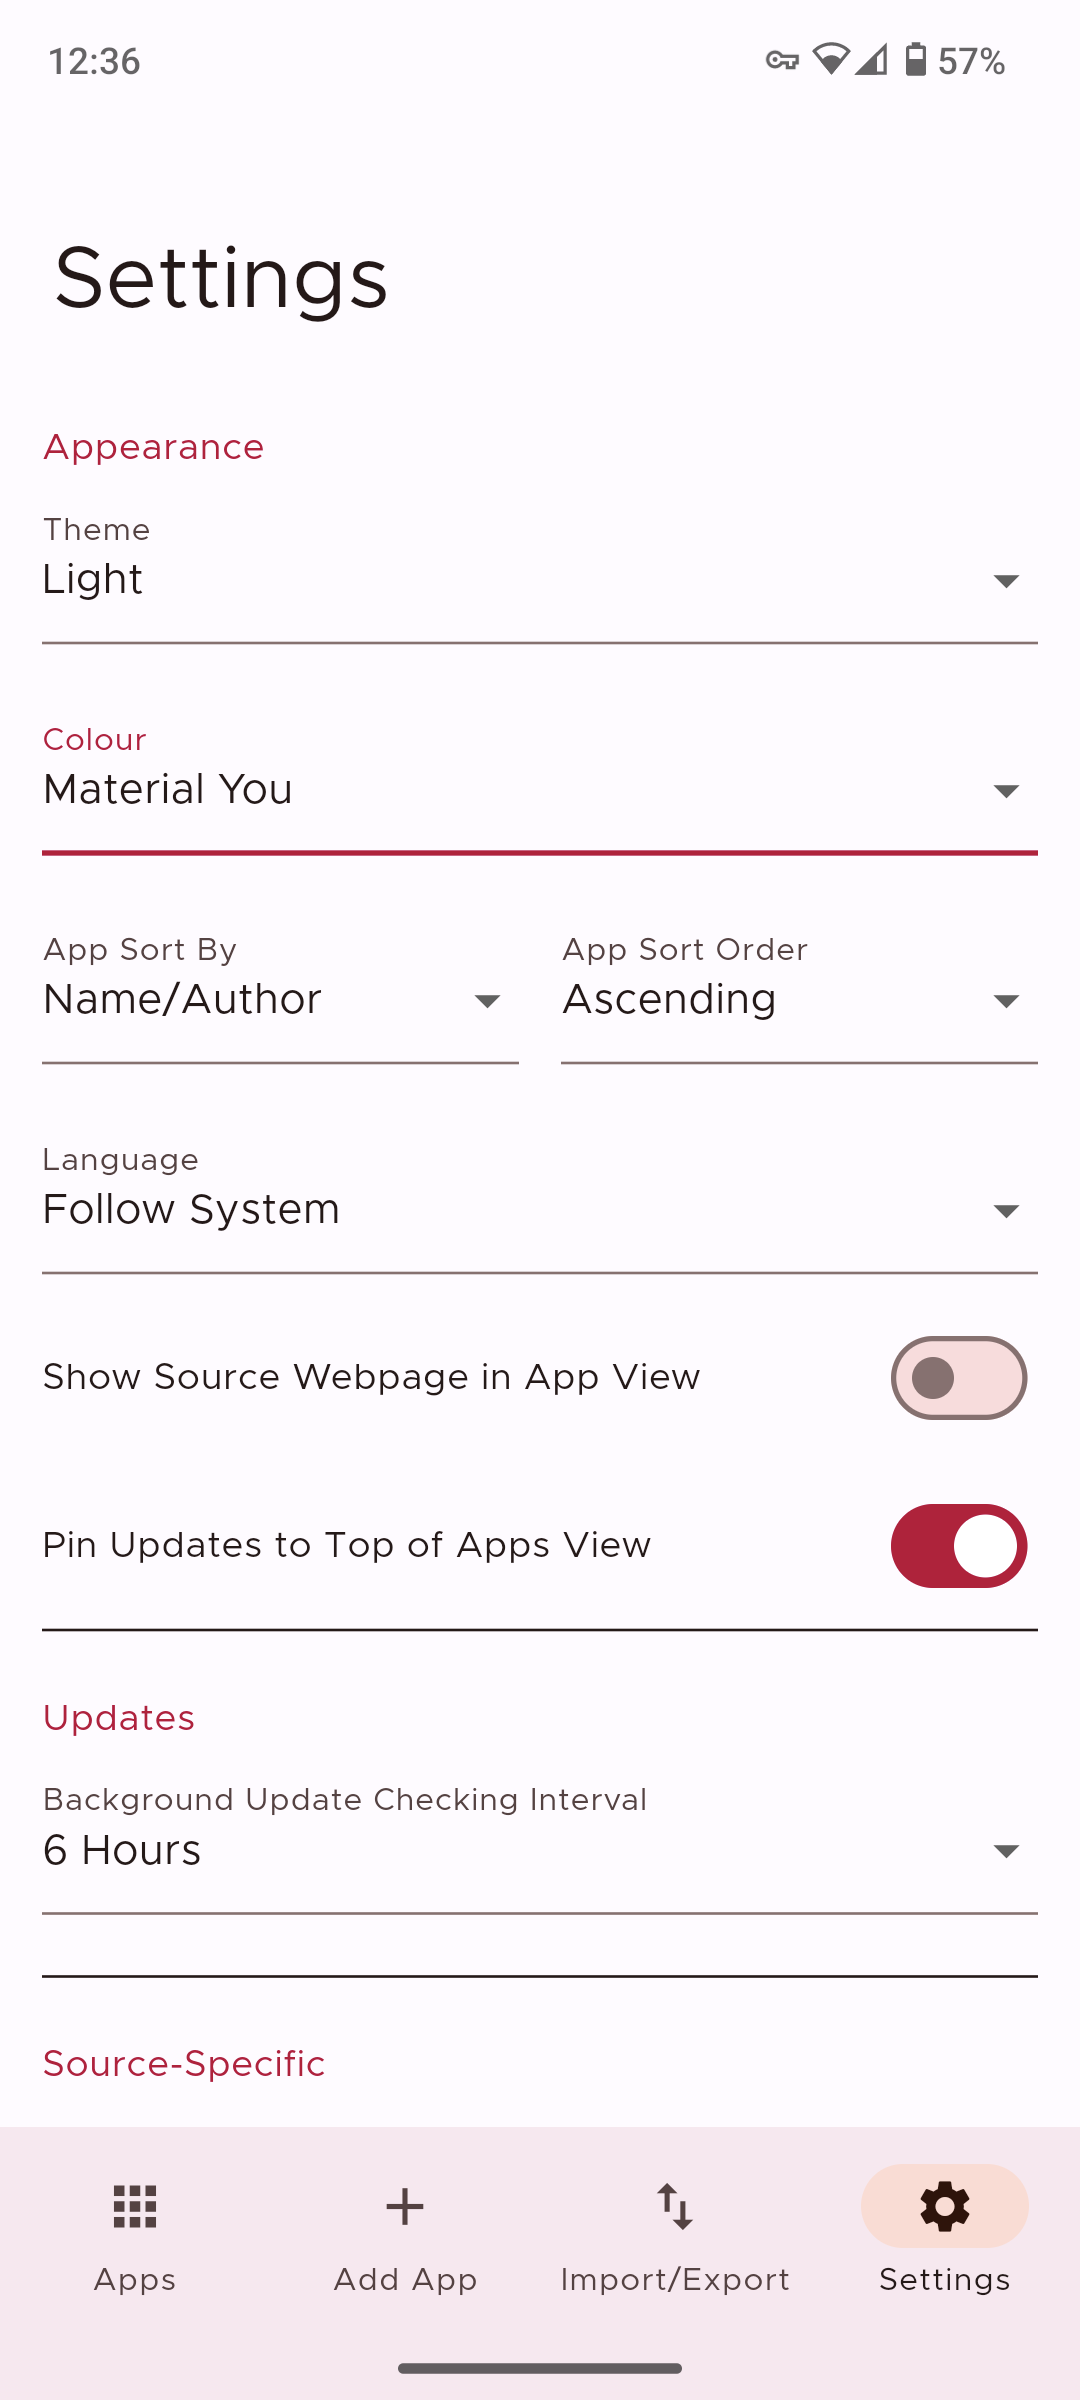 12:36
57%
Settings
Appearance
Theme
Light
Colour
Material You
App Sort By
Name/Author
App Sort Order
Ascending
Language
Follow System
Show Source Webpage in App View
Pin Updates to Top of Apps View
Updates
Background Update Checking Interval
6 Hours
Source-Specific
Apps
Add App
Import/Export
Settings